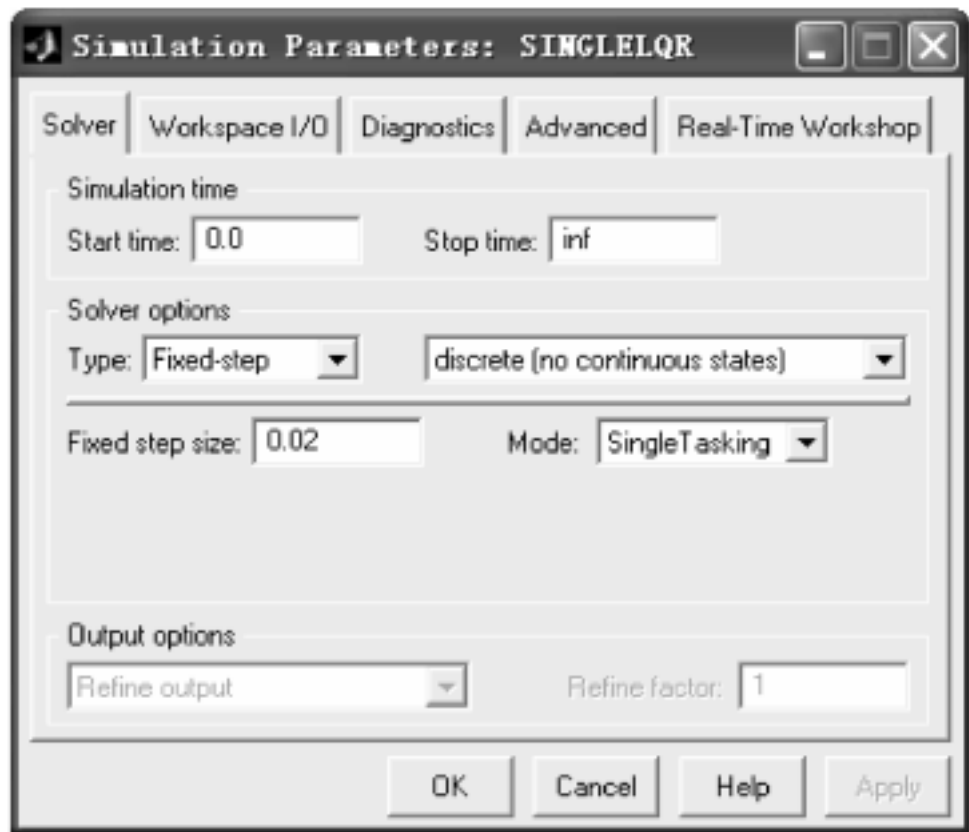 Simulation Parameters: SINGLELQR
Solver Workspace I/O Diagnostics Advanced Real-Time Workshop
Simulation time
Start time: 0.0 Stop time: inf
Solver options
Type: Fixed-step discrete (no continuous states)
Fixed step size: 0.02 Mode: SingleTasking
Output options
Refine output Refine factor: 1
OK Cancel Help Apply